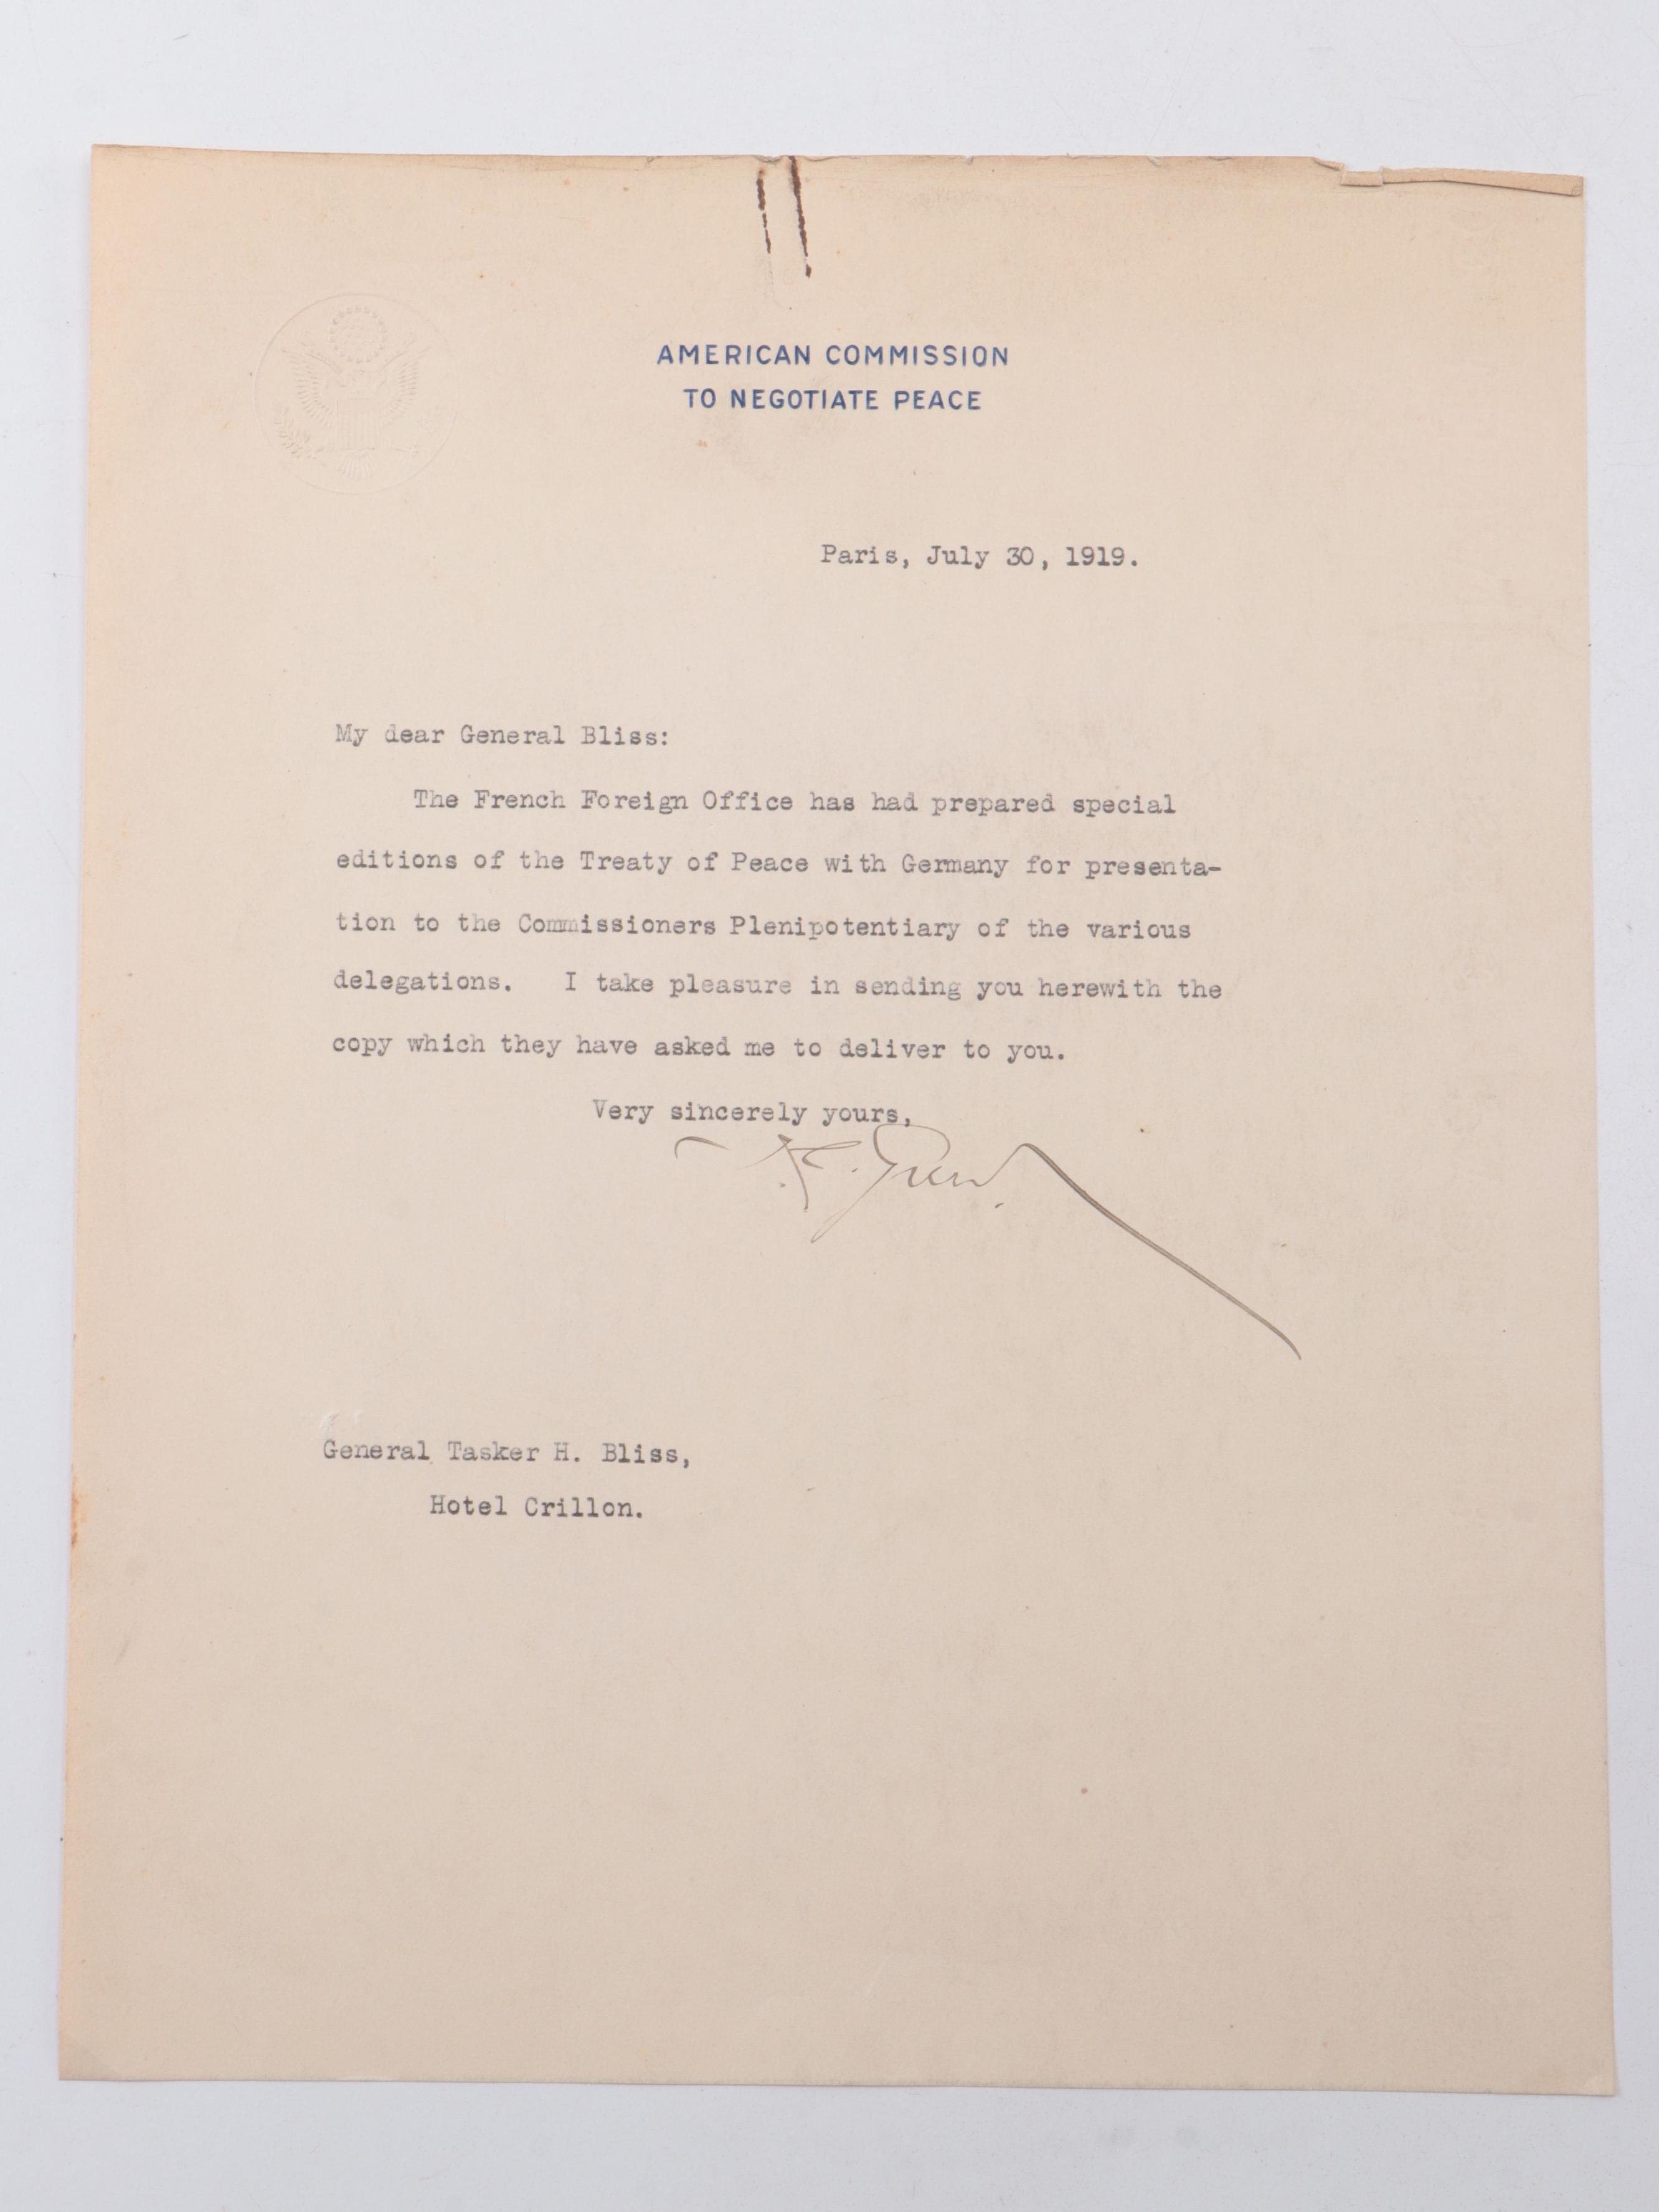 AMERICAN COMMISSION
TO NEGOTIATE PEACE
Paris, July 30, 1919.
My dear General Bliss:
The French Foreign Office has had prepared special
editions of the Treaty of Peace with Germany for presenta-
tion to the Commissioners Plenipotentiary of the various
delegations. I take pleasure in sending you herewith the
copy which they have asked me to deliver to you.
Very sincerely yours,
J.C. Grew.
General Tasker H. Bliss,
Hotel Crillon.